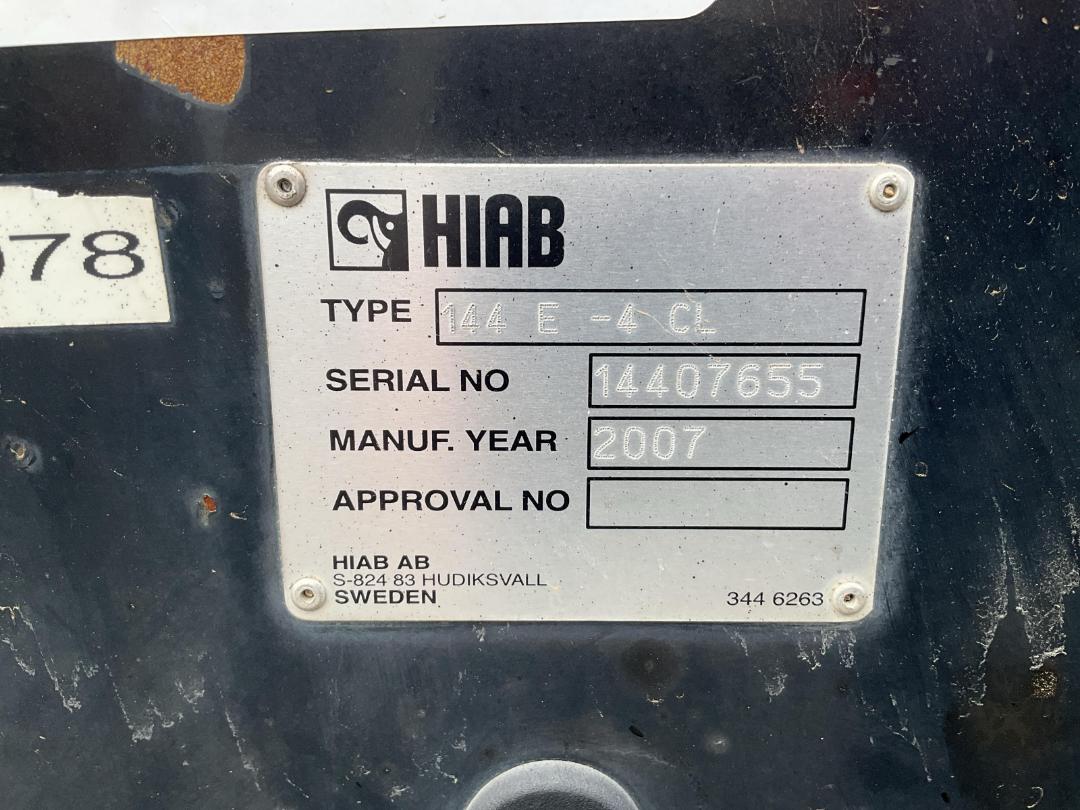 078
HIAB
TYPE 144 E -4 CL
SERIAL NO 14407655
MANUF. YEAR 2007
APPROVAL NO
HIAB AB
S-824 83 HUDIKSVALL
SWEDEN
344 6263